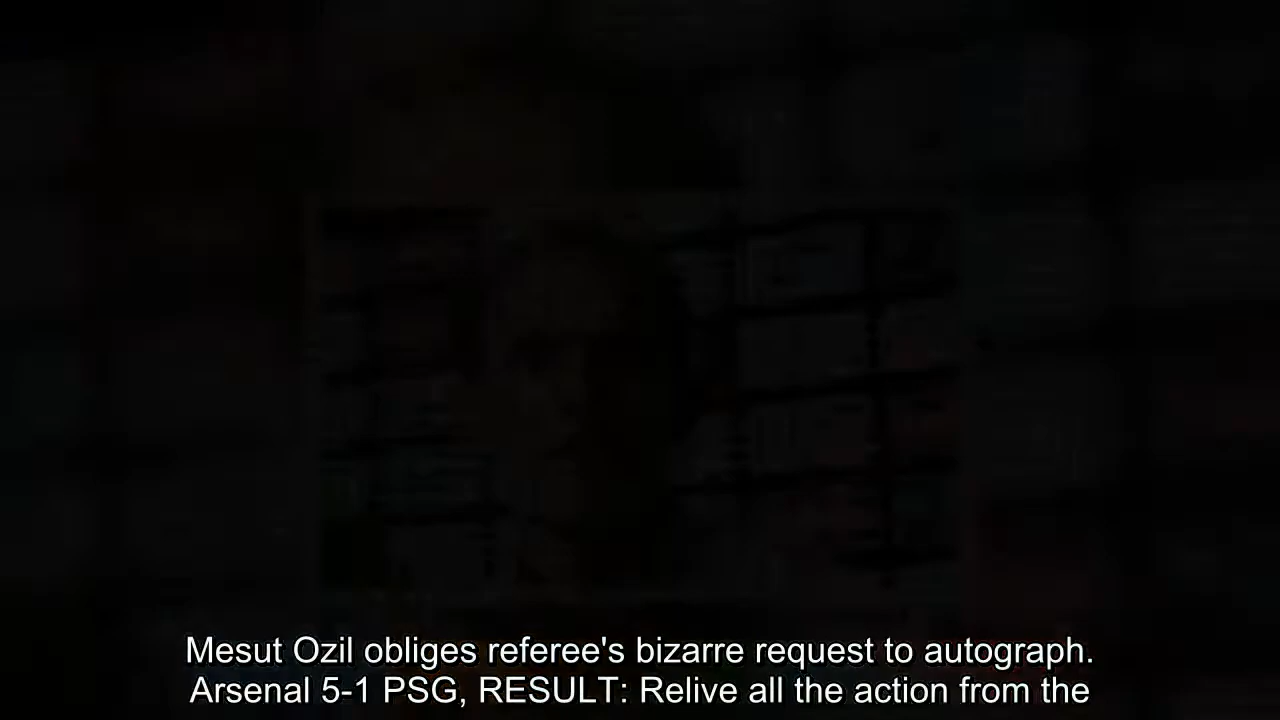 Mesut Ozil obliges referee's bizarre request to autograph.
Arsenal 5-1 PSG, RESULT: Relive all the action from the